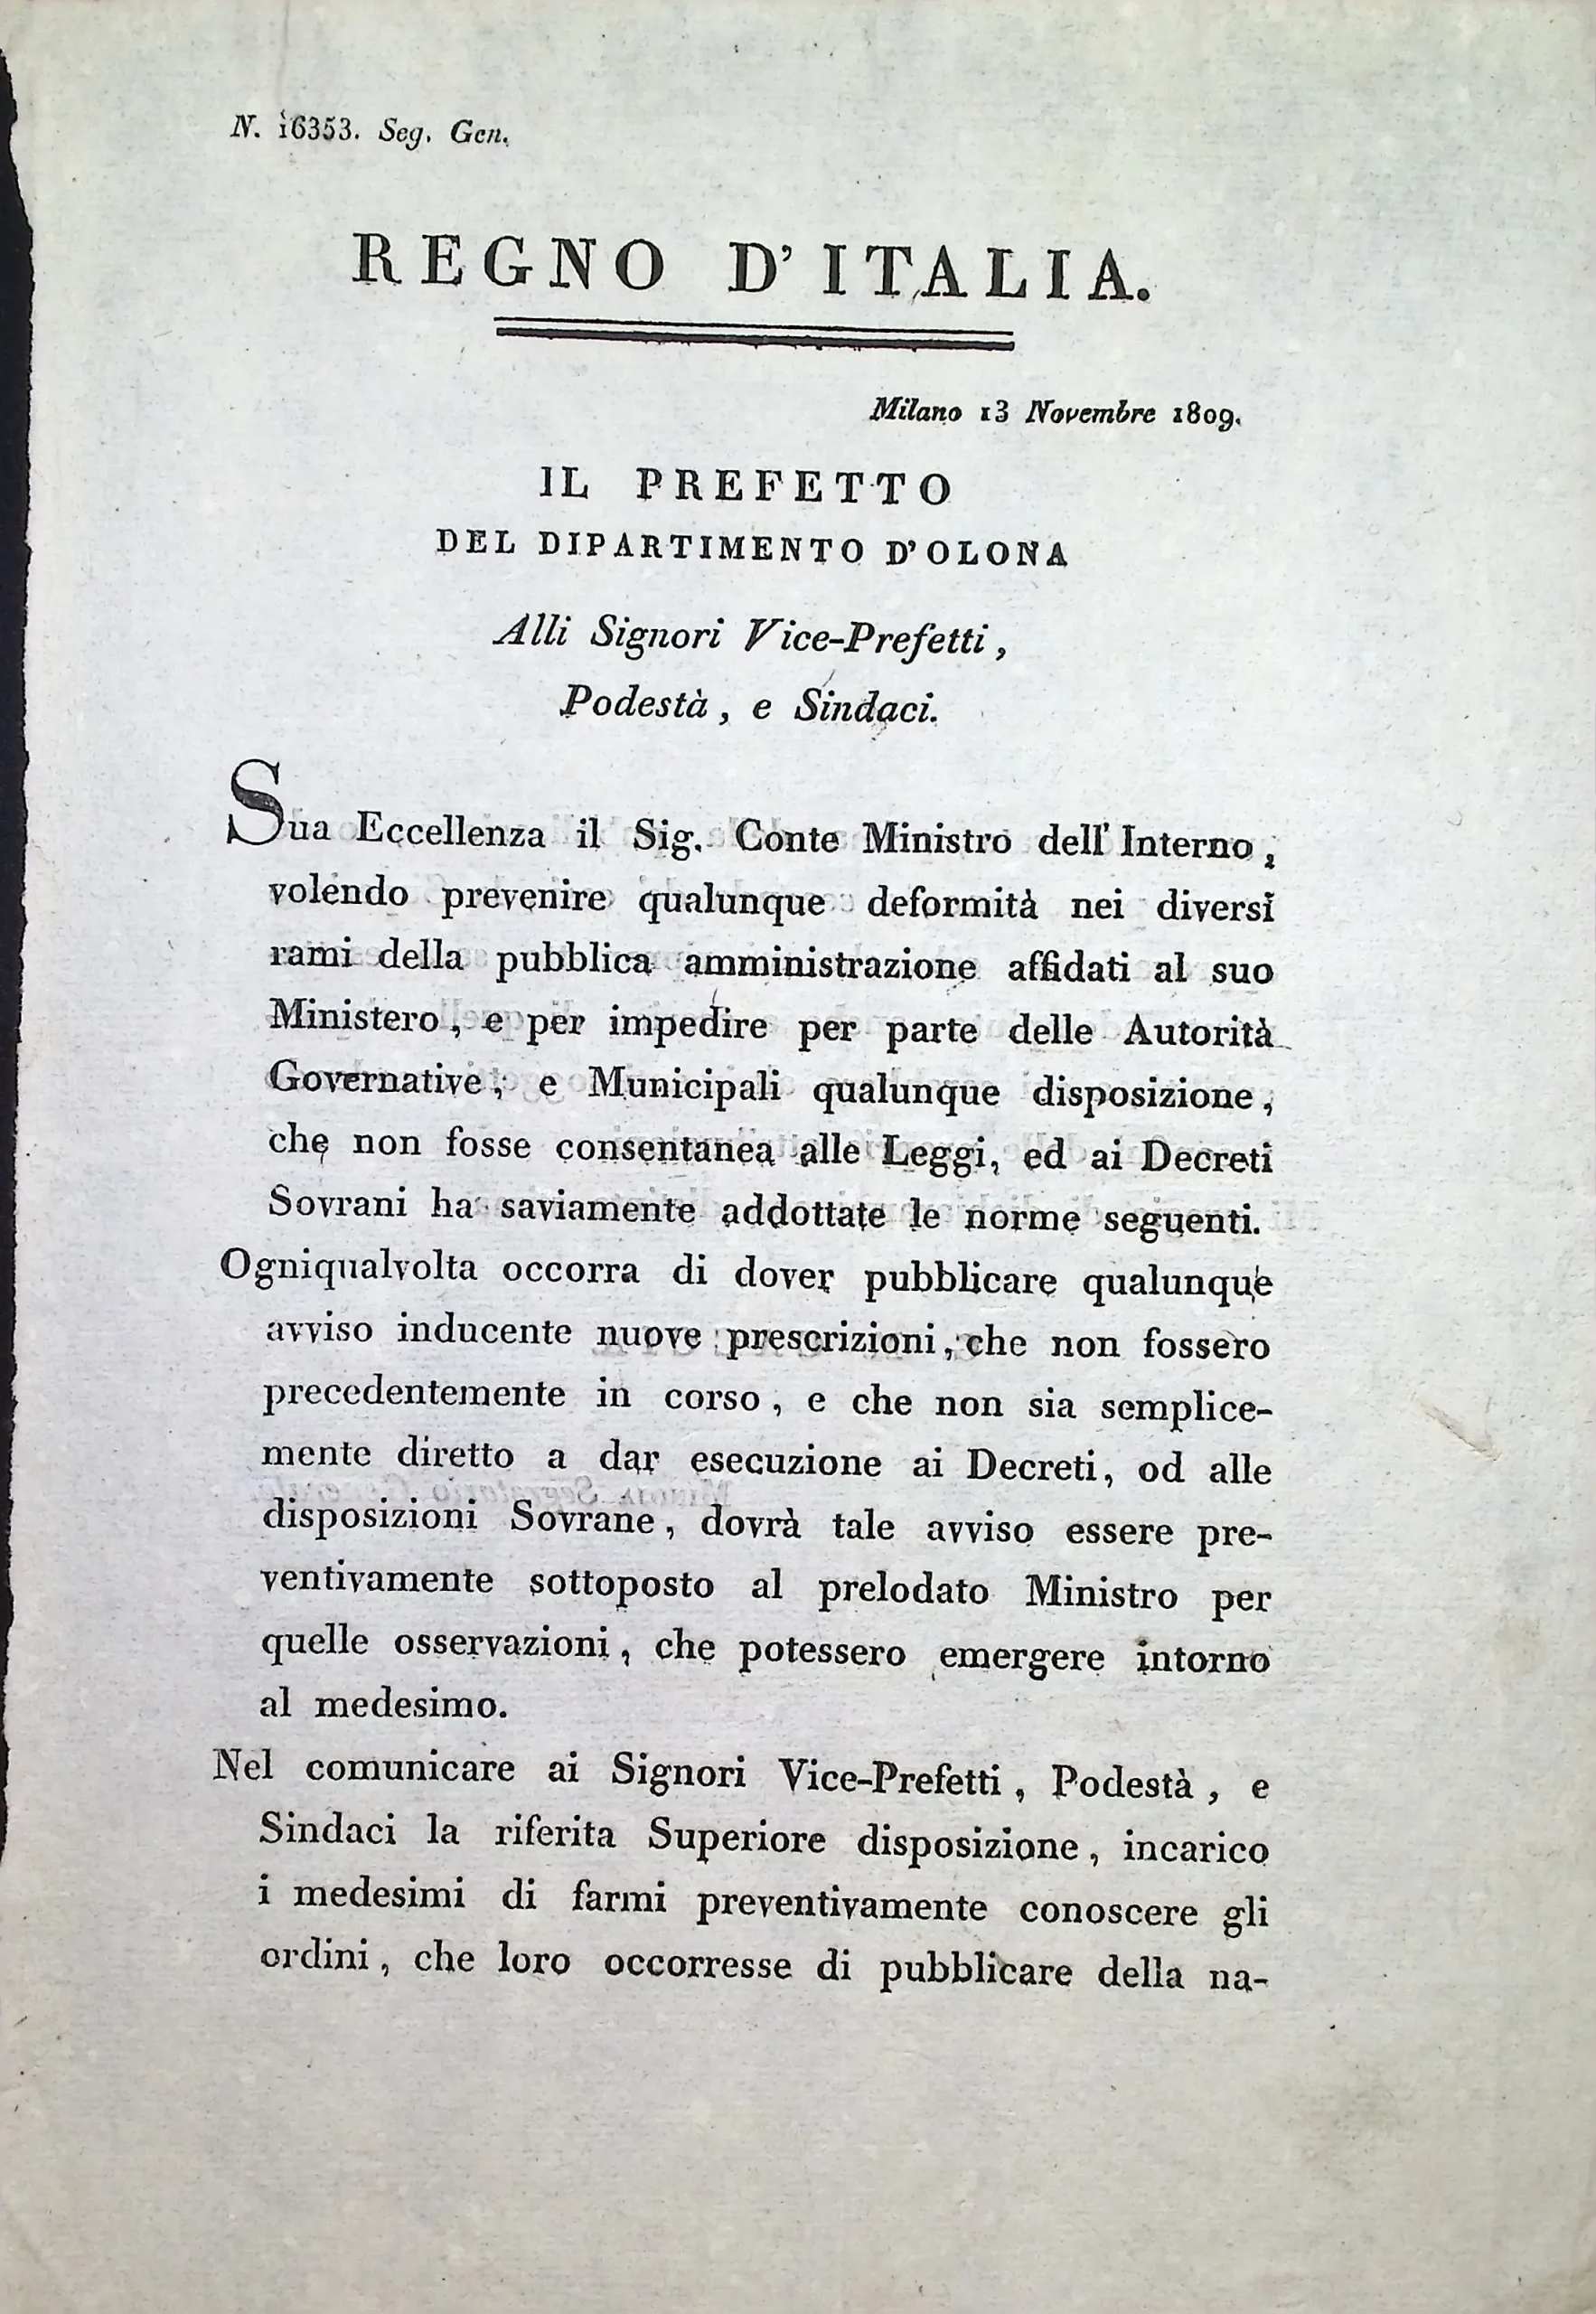 N. 16353. Seg. Gen.
REGNO D'ITALIA.
Milano 13 Novembre 1809.
IL PREFETTO
DEL DIPARTIMENTO D'OLONA
Alli Signori Vice-Prefetti,
Podestà, e Sindaci.
Sua Eccellenza il Sig. Conte Ministro dell'Interno,
volendo prevenire qualunque deformità nei diversi
rami della pubblica amministrazione affidati al suo
Ministero, e per impedire per parte delle Autorità
Governative, e Municipali qualunque disposizione,
che non fosse consentanea alle Leggi, ed ai Decreti
Sovrani ha saviamente addottate le norme seguenti.
Ogniqualvolta occorra di dover pubblicare qualunque
avviso inducente nuove prescrizioni, che non fossero
precedentemente in corso, e che non sia semplice-
mente diretto a dar esecuzione ai Decreti, od alle
disposizioni Sovrane, dovrà tale avviso essere pre-
ventivamente sottoposto al prelodato Ministro per
quelle osservazioni, che potessero emergere intorno
al medesimo.
Nel comunicare ai Signori Vice-Prefetti, Podestà, e
Sindaci la riferita Superiore disposizione, incarico
i medesimi di farmi preventivamente conoscere gli
ordini, che loro occorresse di pubblicare della na-